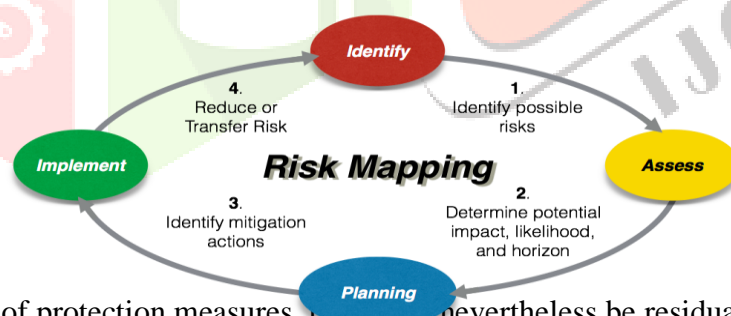 Identify
4.
Reduce or
Transfer Risk
1.
Identify possible
risks
Implement
Risk Mapping
Assess
3.
Identify mitigation
actions
2.
Determine potential
impact, likelihood,
and horizon
Planning
of protection measures, nevertheless be residua
IJC